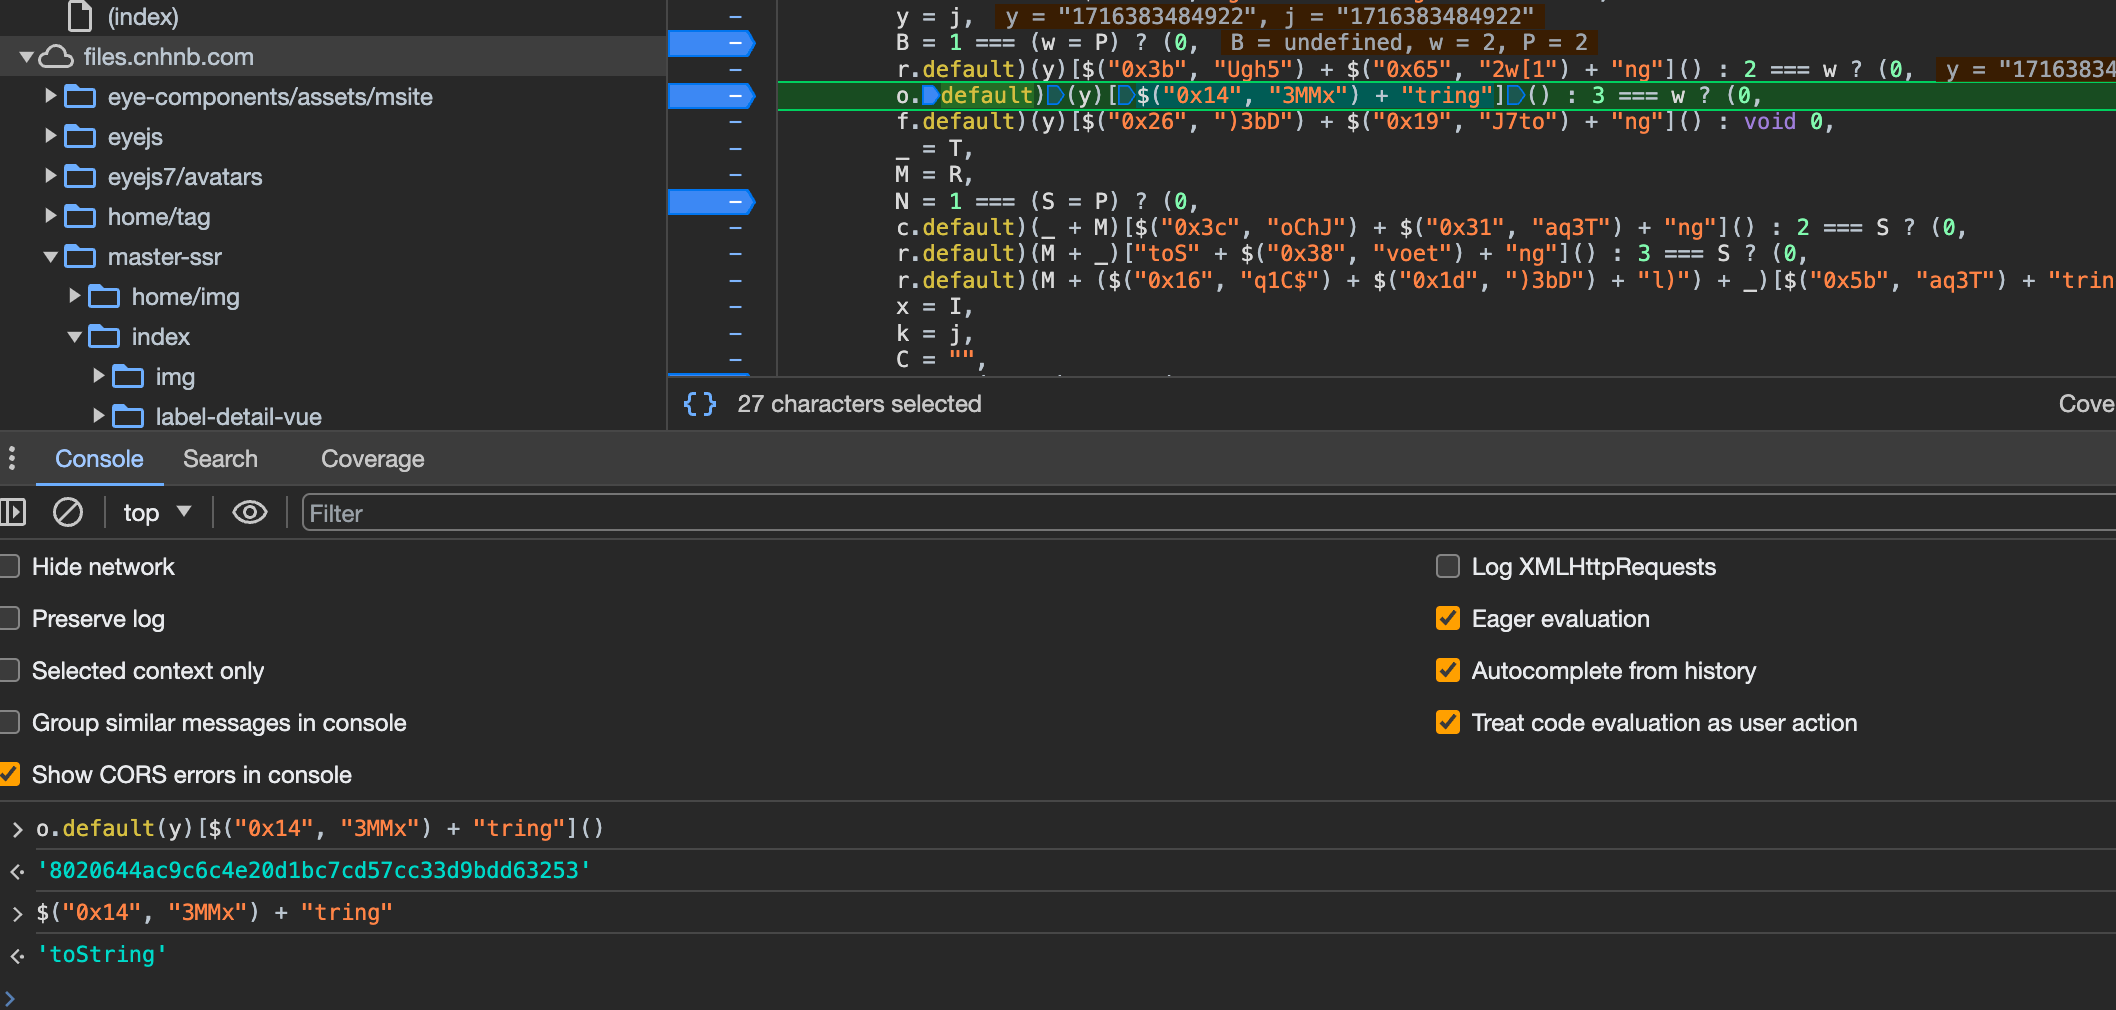 (index)
files.cnhnb.com
eye-components/assets/msite
eyejs
eyejs7/avatars
home/tag
master-ssr
home/img
index
img
label-detail-vue
y = j,  y = "1716383484922", j = "1716383484922"
B = 1 === (w = P) ? (0,  B = undefined, w = 2, P = 2
r.default)(y)[$("0x3b", "Ugh5") + $("0x65", "2w[1") + "ng"]() : 2 === w ? (0,  y = "17163834
o.default)(y)[$("0x14", "3MMx") + "tring"]() : 3 === w ? (0,
f.default)(y)[$("0x26", ")3bD") + $("0x19", "J7to") + "ng"]() : void 0,
_ = T,
M = R,
N = 1 === (S = P) ? (0,
c.default)(_ + M)[$("0x3c", "oChJ") + $("0x31", "aq3T") + "ng"]() : 2 === S ? (0,
r.default)(M + _)["toS" + $("0x38", "voet") + "ng"]() : 3 === S ? (0,
r.default)(M + ($("0x16", "q1C$") + $("0x1d", ")3bD") + "l)") + _)[$("0x5b", "aq3T") + "trin
x = I,
k = j,
C = "",
{ } 27 characters selected
Cove
Console Search Coverage
top Filter
Hide network
Log XMLHttpRequests
Preserve log
Eager evaluation
Selected context only
Autocomplete from history
Group similar messages in console
Treat code evaluation as user action
Show CORS errors in console
> o.default(y)[$("0x14", "3MMx") + "tring"]()
'8020644ac9c6c4e20d1bc7cd57cc33d9bdd63253'
> $("0x14", "3MMx") + "tring"
'toString'
>